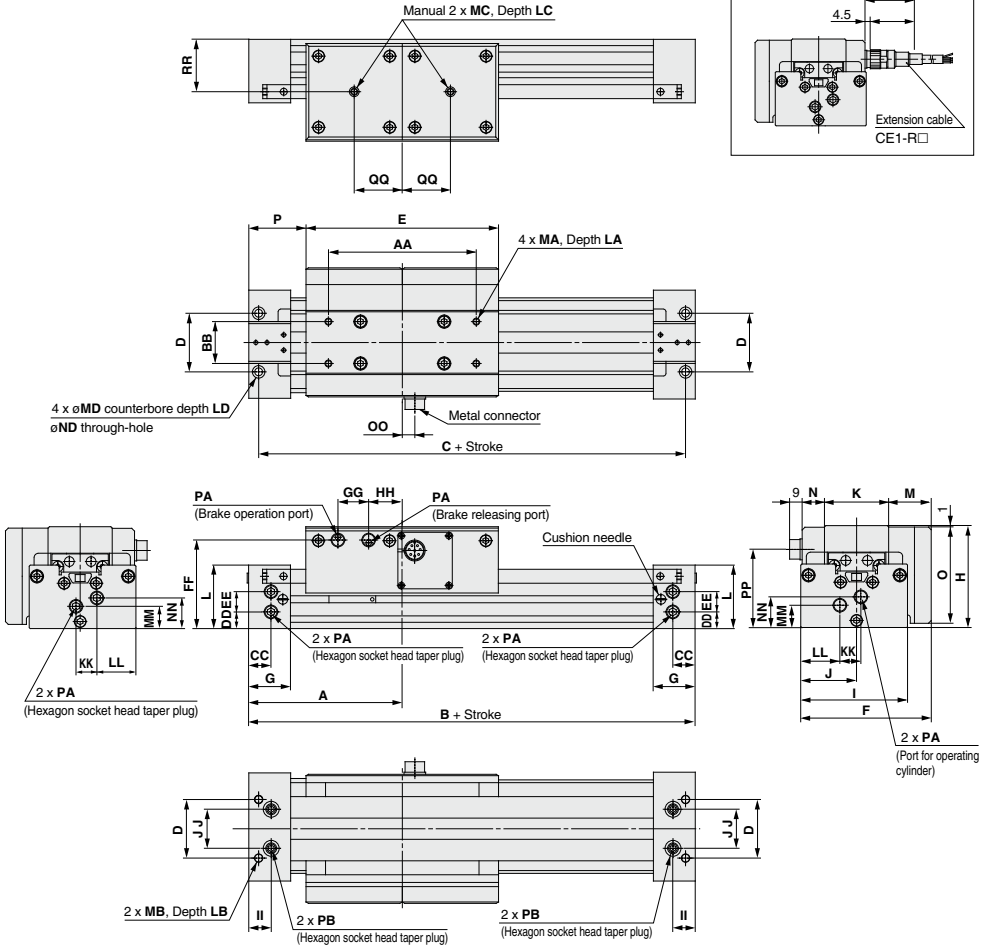 Manual 2 x MC, Depth LC
RR
QQ QQ
4.5
Extension cable
CE1-R□
P E
AA
4 x MA, Depth LA
D BB D
4 x øMD counterbore depth LD
øND through-hole
Metal connector
OO
C + Stroke
PA
(Brake operation port)
GG HH
PA
(Brake releasing port)
Cushion needle
9 N K M
1
FF L DD EE
L DD EE
MM NN
KK LL
2 x PA
(Hexagon socket head taper plug)
2 x PA
(Hexagon socket head taper plug)
2 x PA
(Hexagon socket head taper plug)
CC CC
G G
A
B + Stroke
PP NN MM
O H
LL KK
J
I
F
2 x PA
(Port for operating
cylinder)
D JJ
JJ D
2 x MB, Depth LB
II II
2 x PB
(Hexagon socket head taper plug)
2 x PB
(Hexagon socket head taper plug)